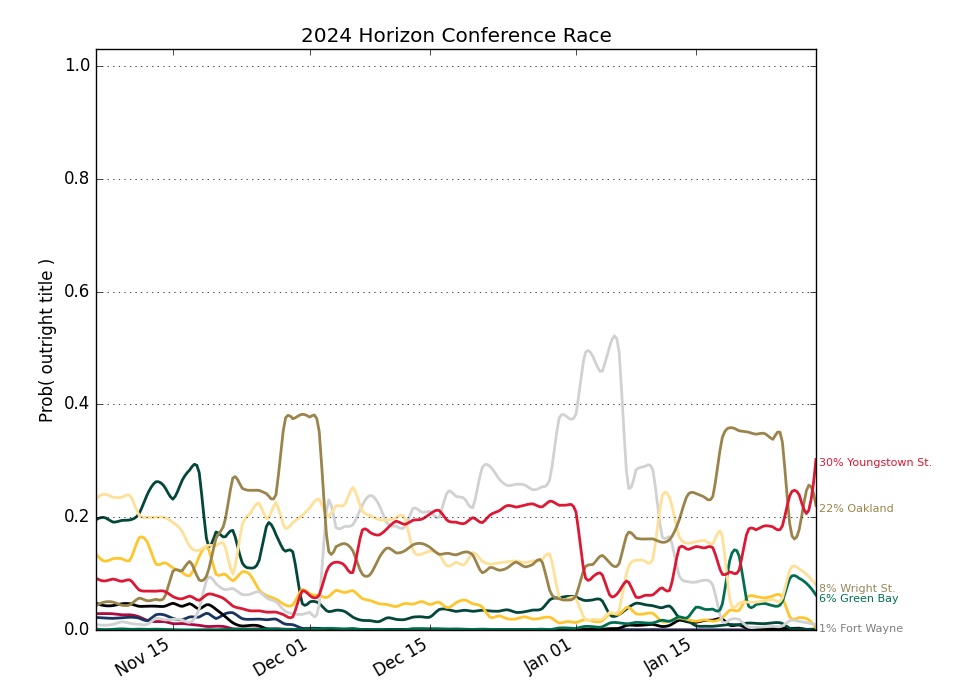 2024 Horizon Conference Race
Prob( outright title )
1.0
0.8
0.6
0.4
0.2
0.0
Nov 15
Dec 01
Dec 15
Jan 01
Jan 15
30% Youngstown St.
22% Oakland
8% Wright St.
6% Green Bay
1% Fort Wayne